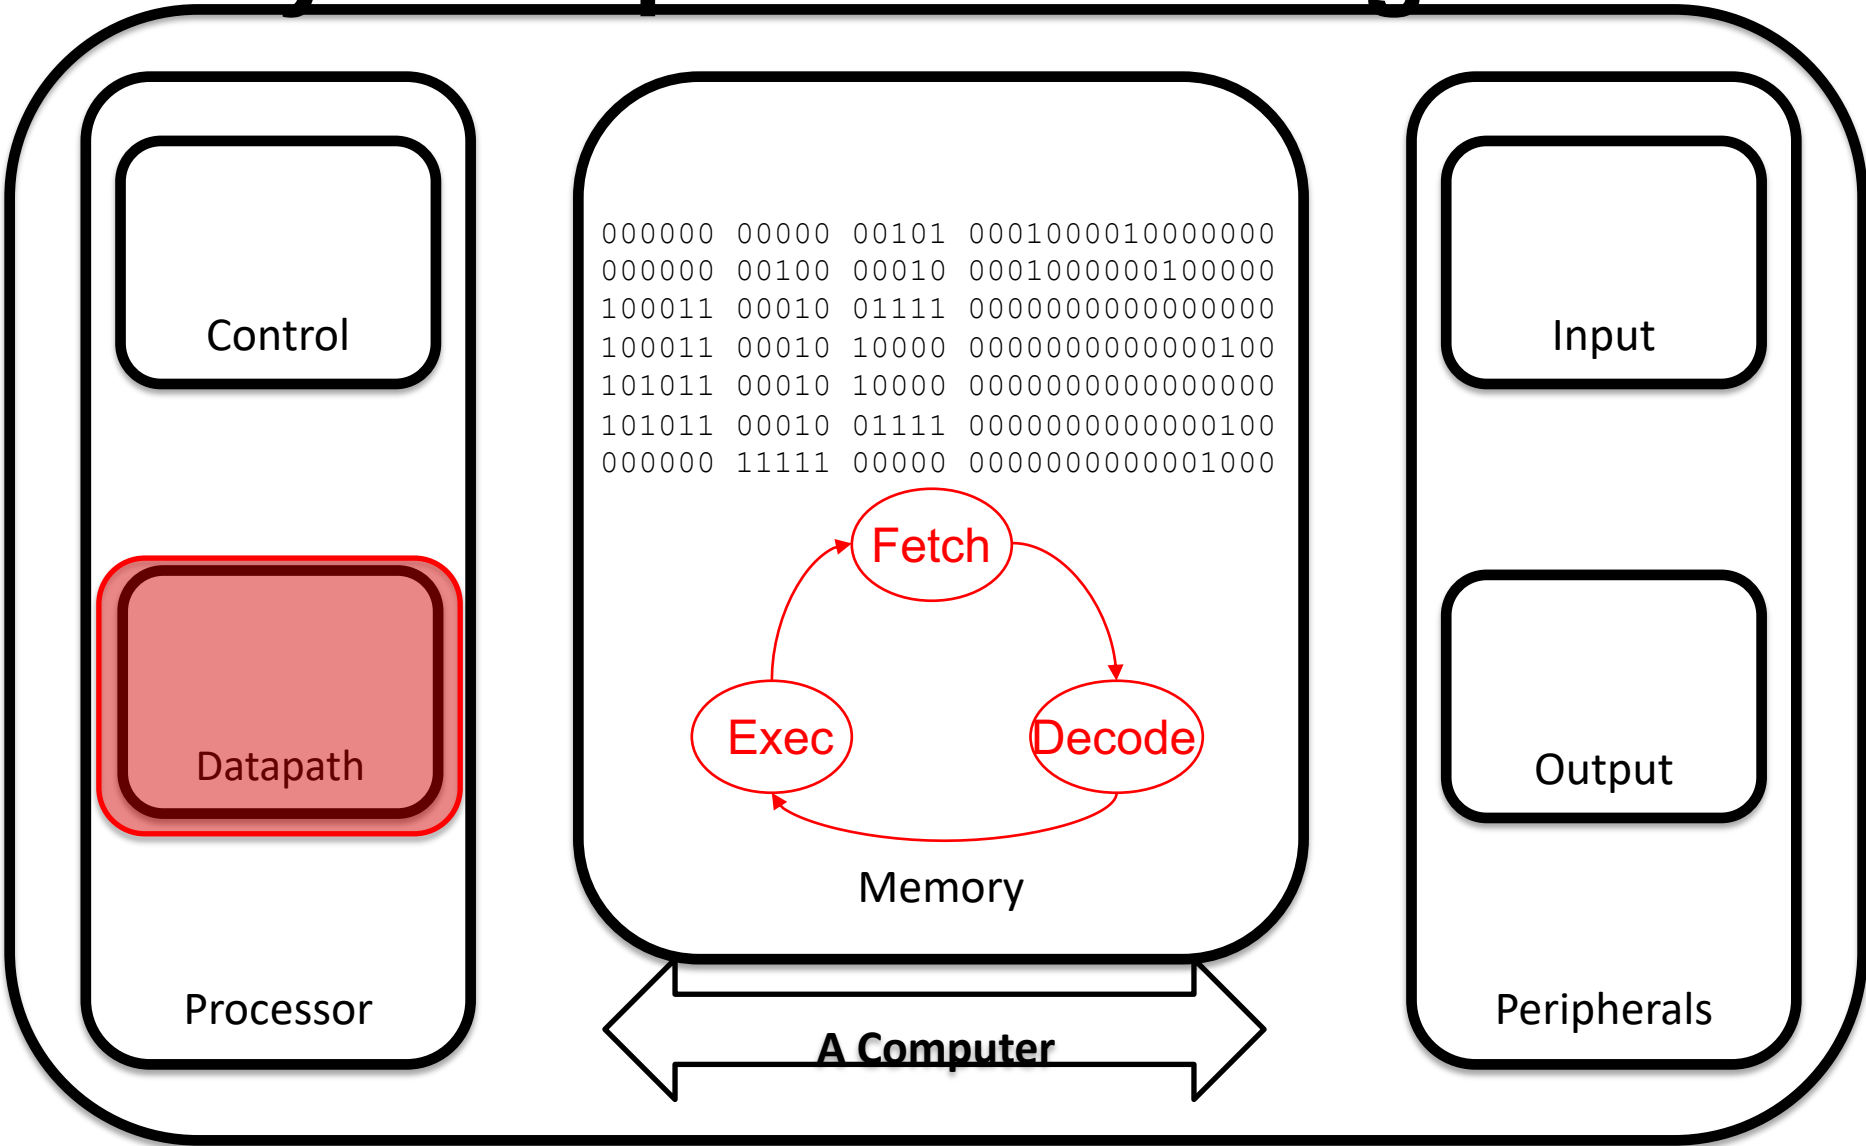 Control
Datapath
Processor
000000 00000 00101 0001000010000000
000000 00100 00010 0001000000100000
100011 00010 01111 0000000000000000
100011 00010 10000 0000000000000100
101011 00010 10000 0000000000000000
101011 00010 01111 0000000000000100
000000 11111 00000 0000000000001000
Fetch
Exec
Decode
Memory
A Computer
Input
Output
Peripherals